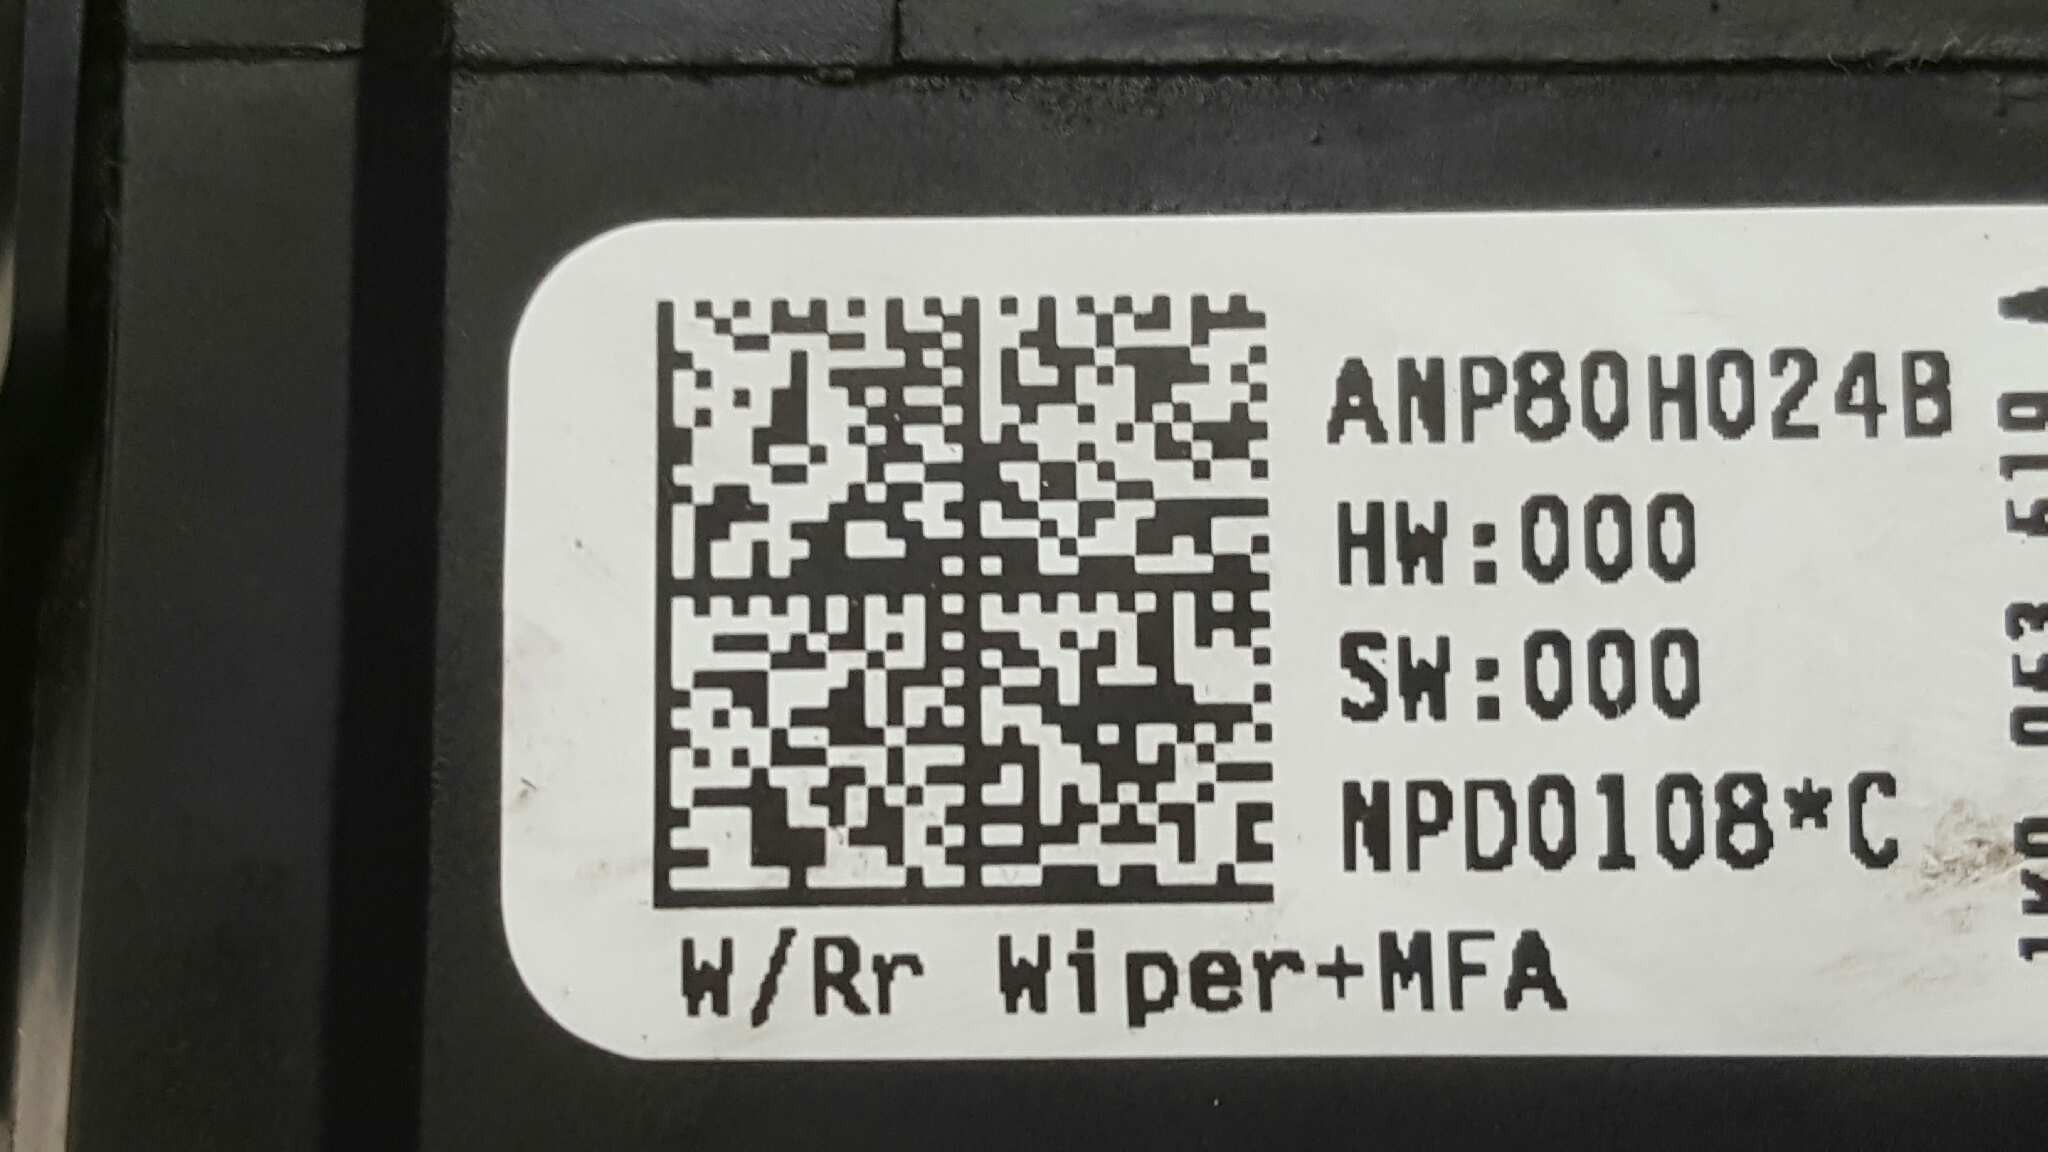 ANP80H024B
HW:000
SW:000
NPD0108*C
W/Rr Wiper+MFA